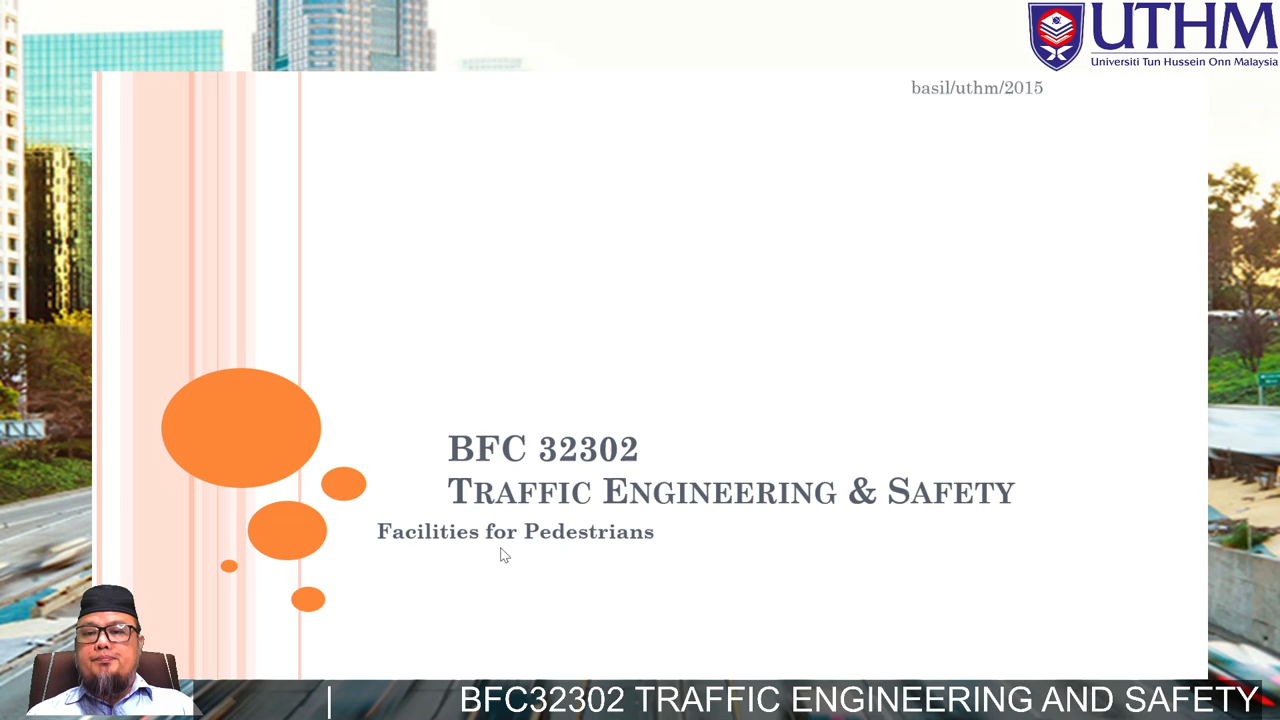 UTHM
Universiti Tun Hussein Onn Malaysia
basil/uthm/2015
BFC 32302
TRAFFIC ENGINEERING & SAFETY
Facilities for Pedestrians
| BFC32302 TRAFFIC ENGINEERING AND SAFETY